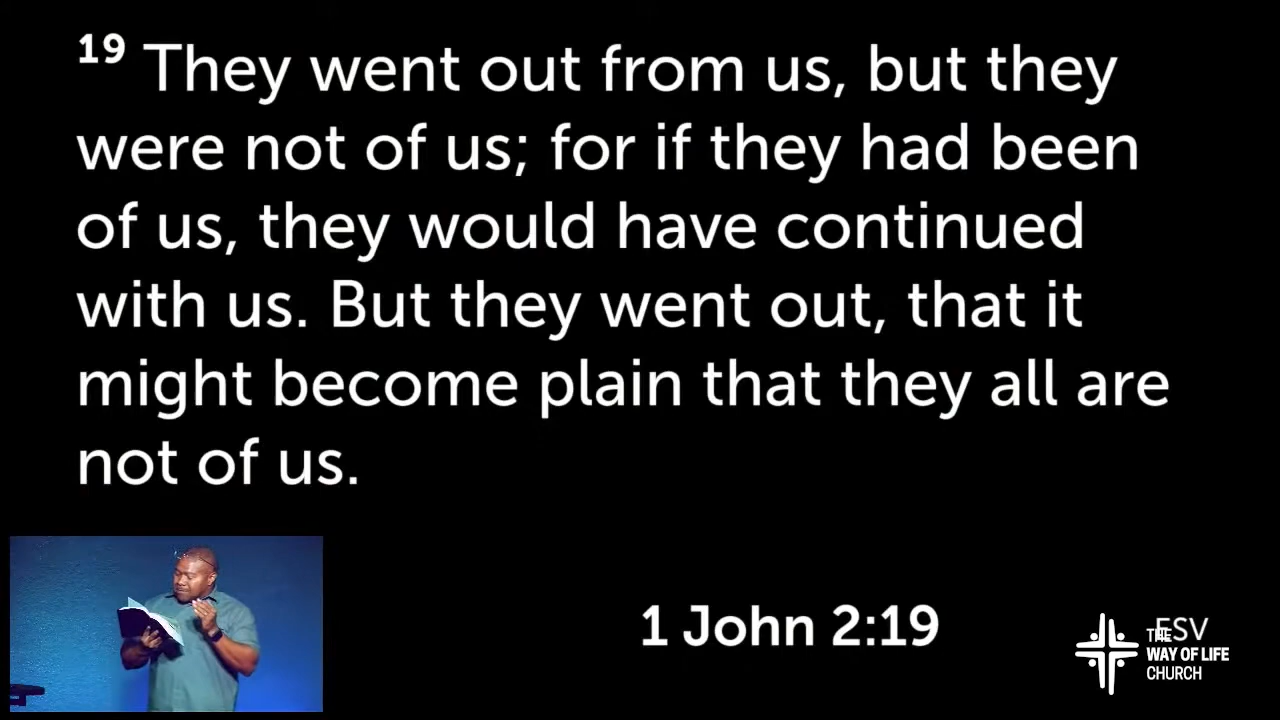 19 They went out from us, but they
were not of us; for if they had been
of us, they would have continued
with us. But they went out, that it
might become plain that they all are
not of us.
1 John 2:19
ESV
THE
WAY OF LIFE
CHURCH